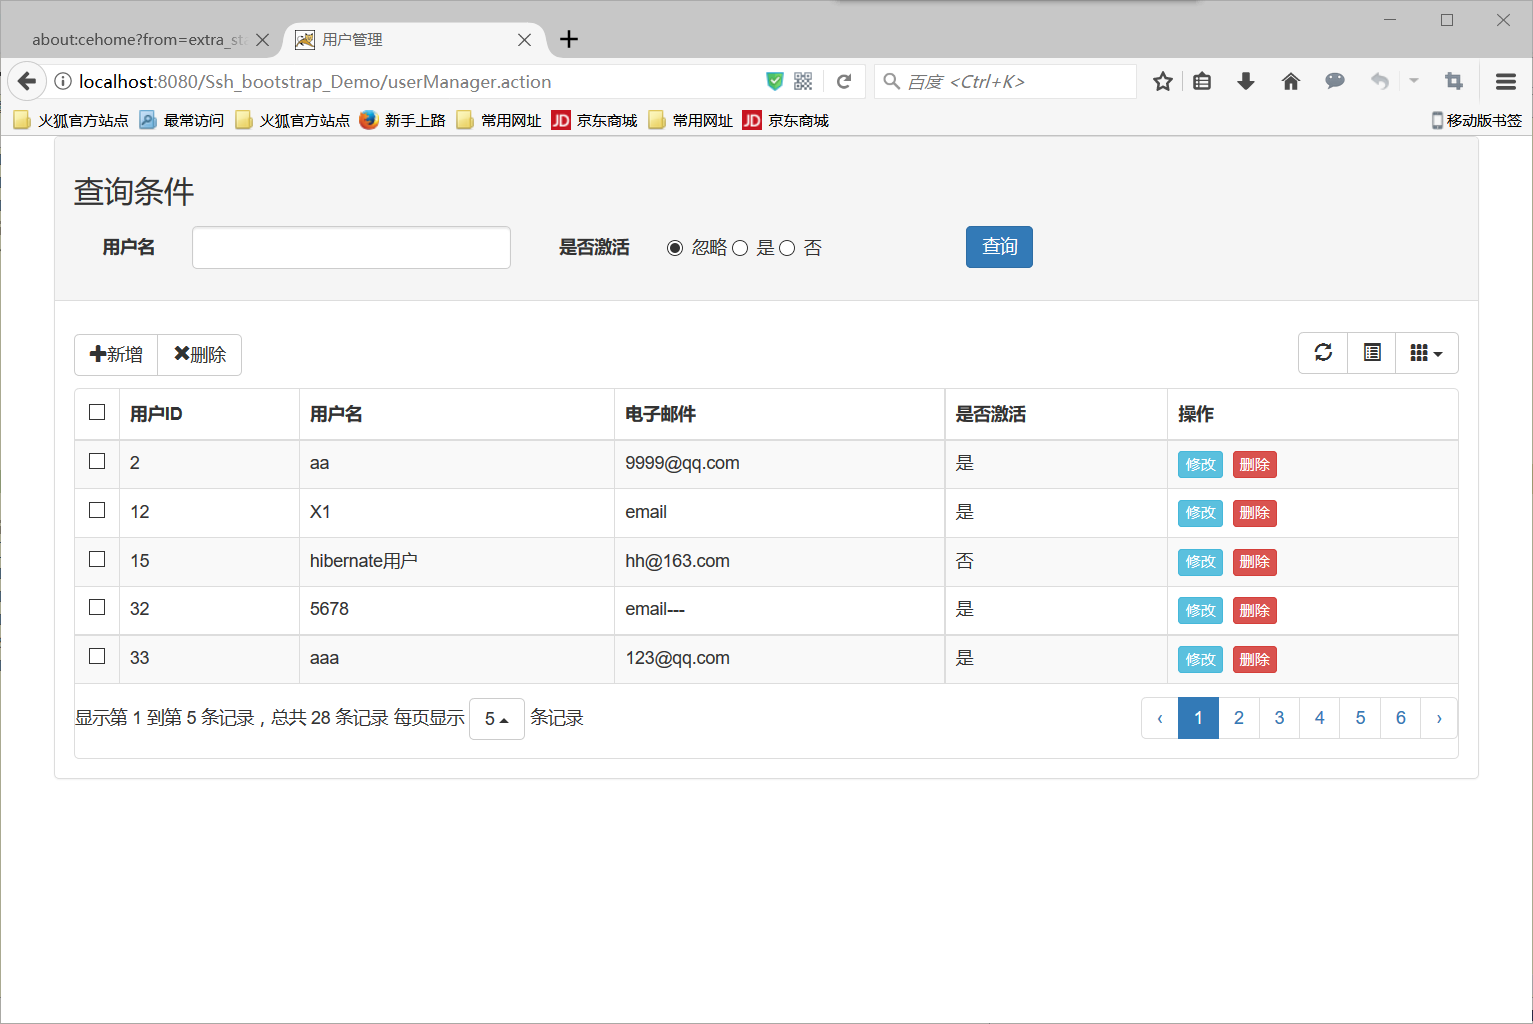 about:cehome?from=extra_sta
用户管理
localhost:8080/Ssh_bootstrap_Demo/userManager.action
百度 <Ctrl+K>
火狐官方站点 最常访问 火狐官方站点 新手上路 常用网址 JD 京东商城 常用网址 JD 京东商城 移动版书签
查询条件
用户名 是否激活 忽略 是 否 查询
新增 删除
用户ID 用户名 电子邮件 是否激活 操作
2 aa 9999@qq.com 是 修改 删除
12 X1 email 是 修改 删除
15 hibernate用户 hh@163.com 否 修改 删除
32 5678 email--- 是 修改 删除
33 aaa 123@qq.com 是 修改 删除
显示第 1 到第 5 条记录，总共 28 条记录 每页显示 5 条记录 ‹ 1 2 3 4 5 6 ›